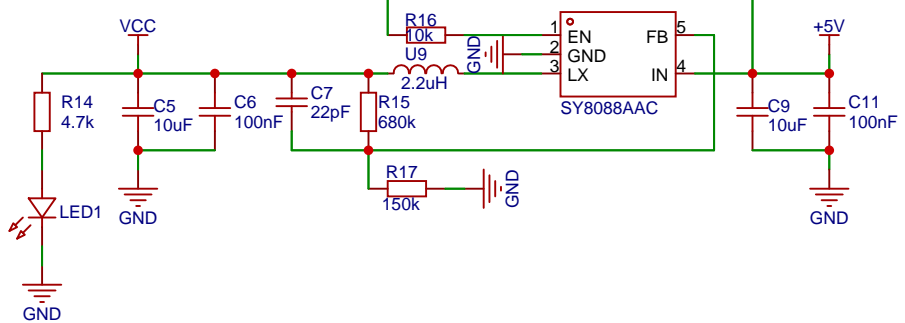 VCC
R16
10k
U9
2.2uH
GND
1
2
3
EN
GND
LX
FB
IN
5
4
SY8088AAC
+5V
R14
4.7k
C5
10uF
C6
100nF
C7
22pF
R15
680k
C9
10uF
C11
100nF
R17
150k
GND
GND
GND
LED1
GND